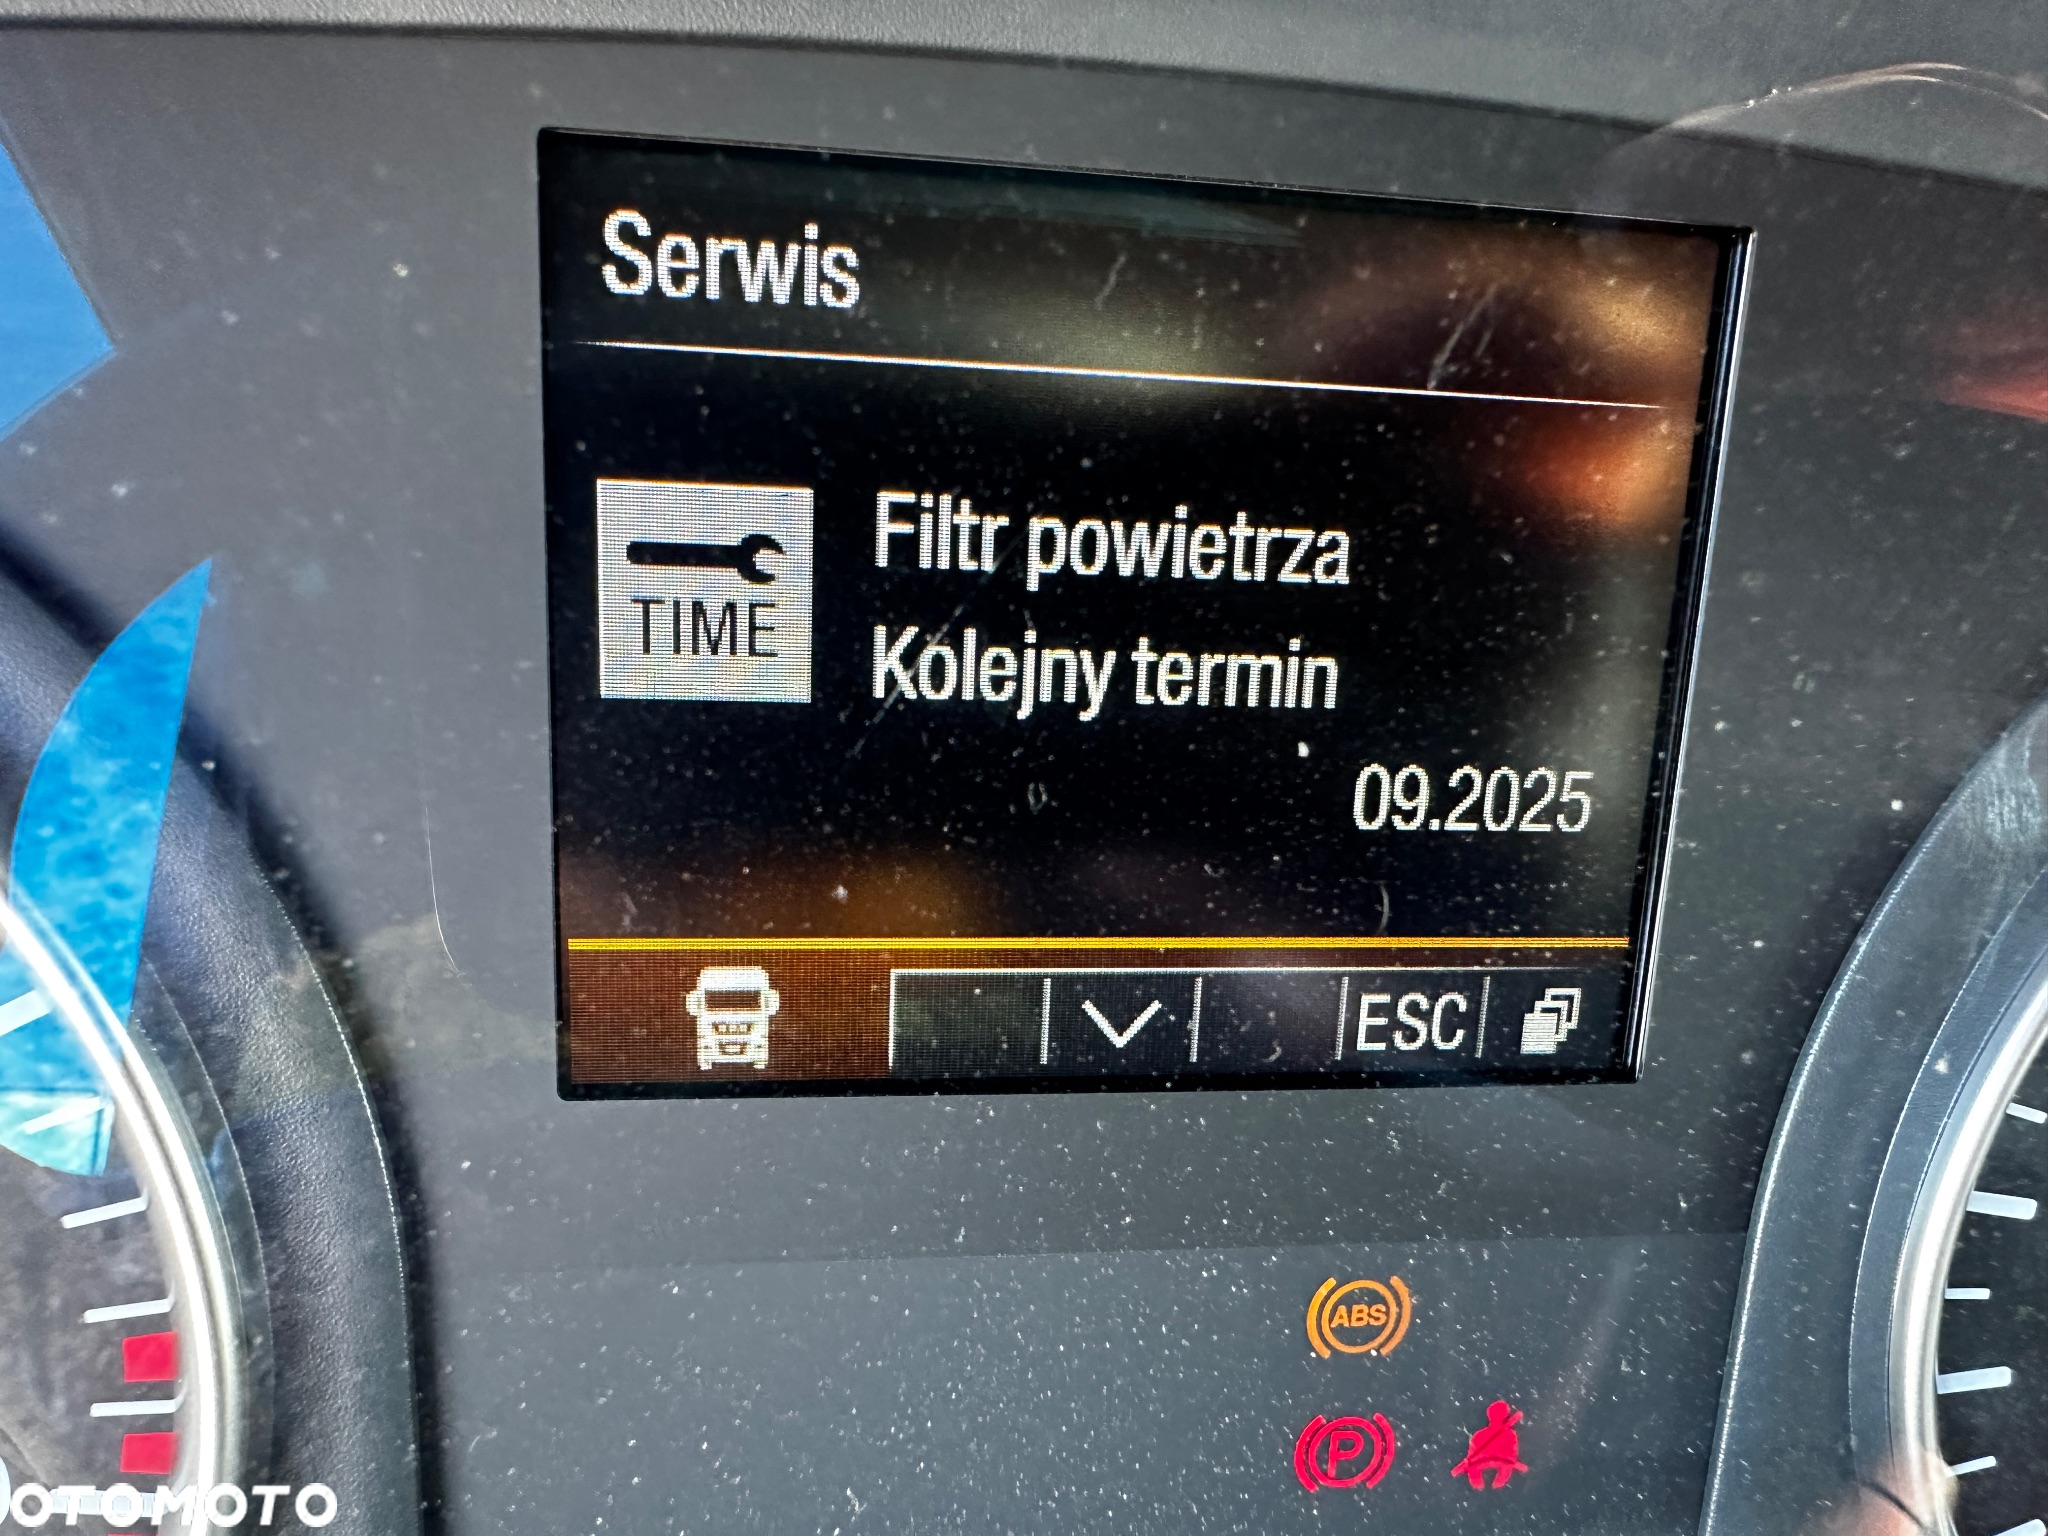 Serwis
TIME
Filtr powietrza
Kolejny termin
09.2025
ESC
ABS
P
OTOMOTO